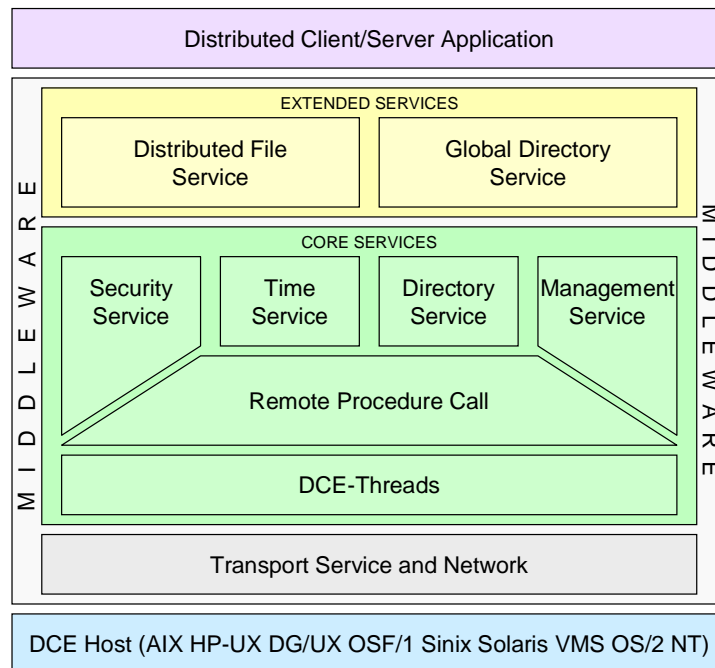 Distributed Client/Server Application
EXTENDED SERVICES
Distributed File
Service
Global Directory
Service
MIDDLEWARE
MIDDLEWARE
CORE SERVICES
Security
Service
Time
Service
Directory
Service
Management
Service
Remote Procedure Call
DCE-Threads
Transport Service and Network
DCE Host (AIX HP-UX DG/UX OSF/1 Sinix Solaris VMS OS/2 NT)